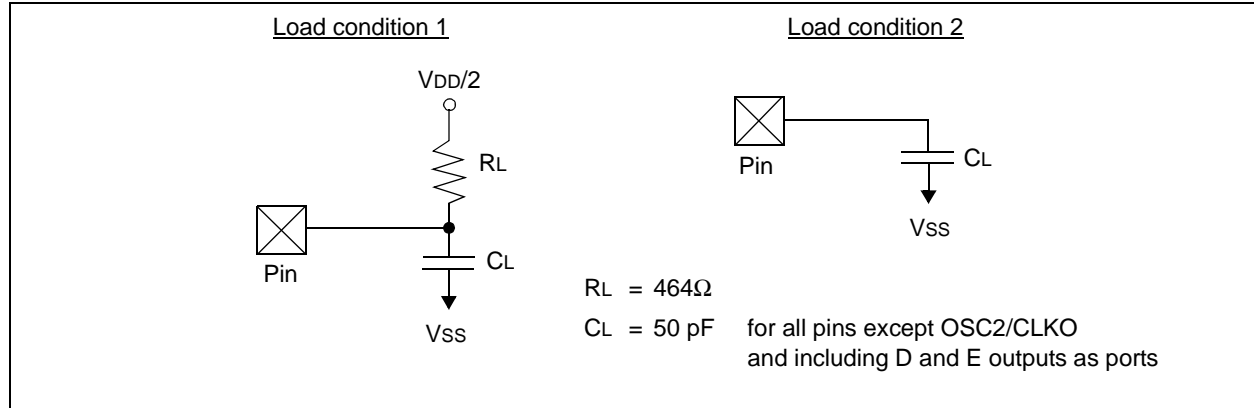 Load condition 1
VDD/2
RL
Pin
CL
VSS
Load condition 2
Pin
CL
VSS
RL = 464Ω
CL = 50 pF for all pins except OSC2/CLKO
and including D and E outputs as ports